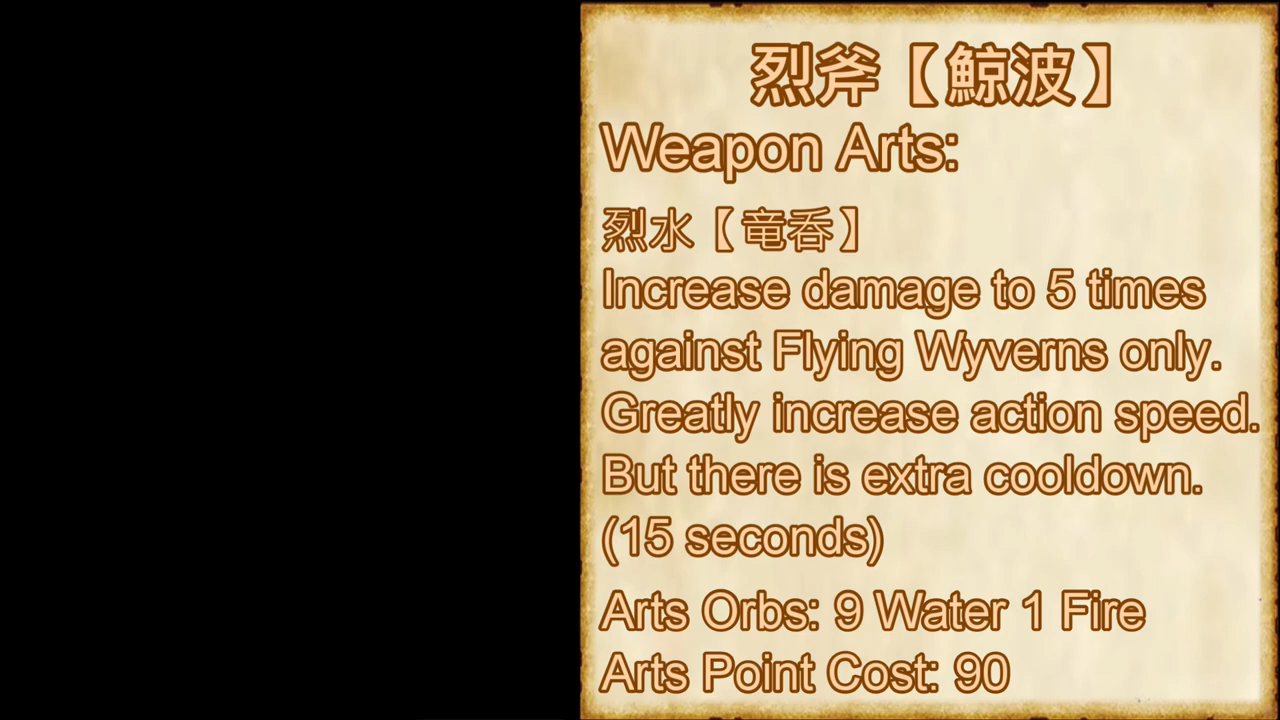 烈斧【鯨波】
Weapon Arts:
烈水【竜呑】
Increase damage to 5 times
against Flying Wyverns only.
Greatly increase action speed.
But there is extra cooldown.
(15 seconds)
Arts Orbs: 9 Water 1 Fire
Arts Point Cost: 90